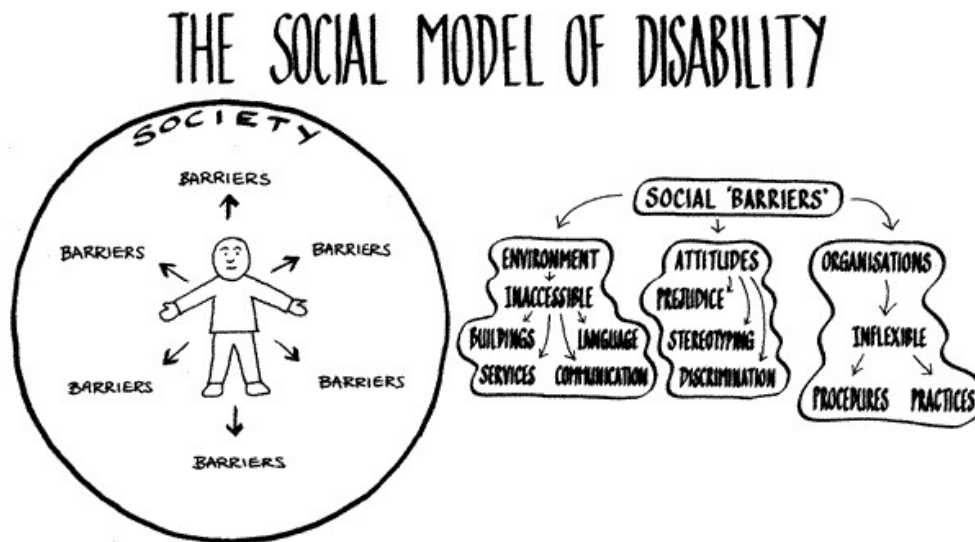 THE SOCIAL MODEL OF DISABILITY
SOCIETY
BARRIERS
BARRIERS
BARRIERS
BARRIERS
BARRIERS
BARRIERS
SOCIAL 'BARRIERS'
ENVIRONMENT
INACCESSIBLE
BUILDINGS
LANGUAGE
SERVICES
COMMUNICATION
ATTITUDES
PREJUDICE
STEREOTYPING
DISCRIMINATION
ORGANISATIONS
INFLEXIBLE
PROCEDURES
PRACTICES